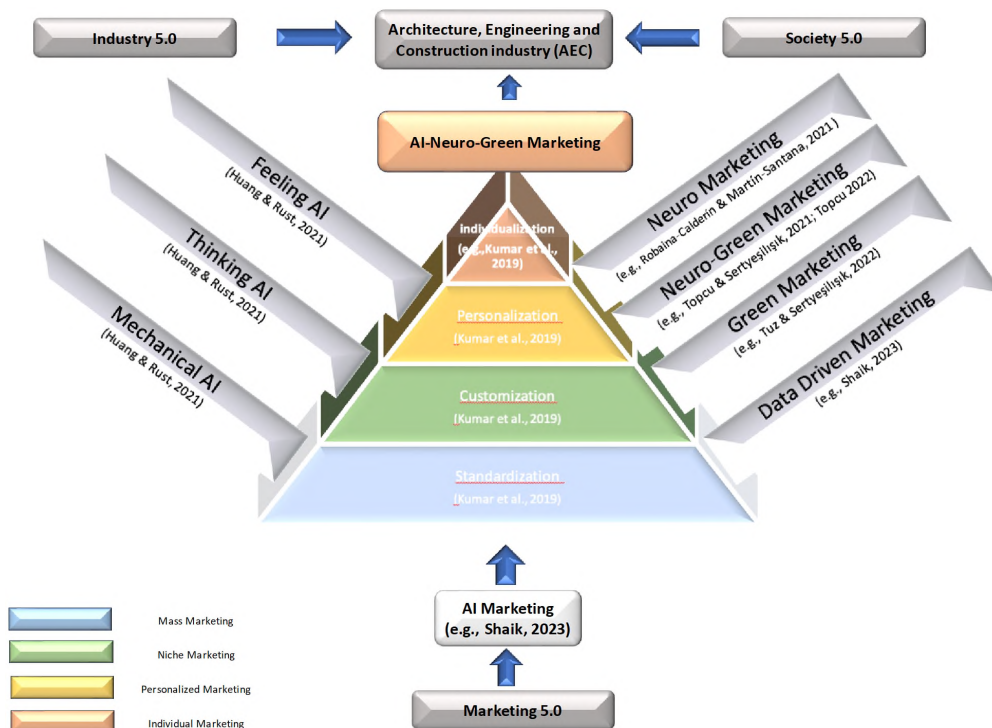 Industry 5.0
Architecture, Engineering and
Construction industry (AEC)
Society 5.0
AI-Neuro-Green Marketing
Feeling AI
(Huang & Rust, 2021)
Thinking AI
(Huang & Rust, 2021)
Mechanical AI
(Huang & Rust, 2021)
Neuro Marketing
(e.g., Robaina-Calderin & Martín-Santana, 2021 )
Neuro-Green Marketing
(e.g., Topcu & Sertyeşilışık, 2021; Topcu 2022)
Green Marketing
(e.g., Tuz & Sertyeşilışık, 2022)
Data Driven Marketing
(e.g., Shaik, 2023)
individualization
(e.g.,Kumar et al.,
2019)
Personalization
(Kumar et al., 2019)
Customization
(Kumar et al., 2019)
Standardization
(Kumar et al., 2019)
AI Marketing
(e.g., Shaik, 2023)
Marketing 5.0
Mass Marketing
Niche Marketing
Personalized Marketing
Individual Marketing